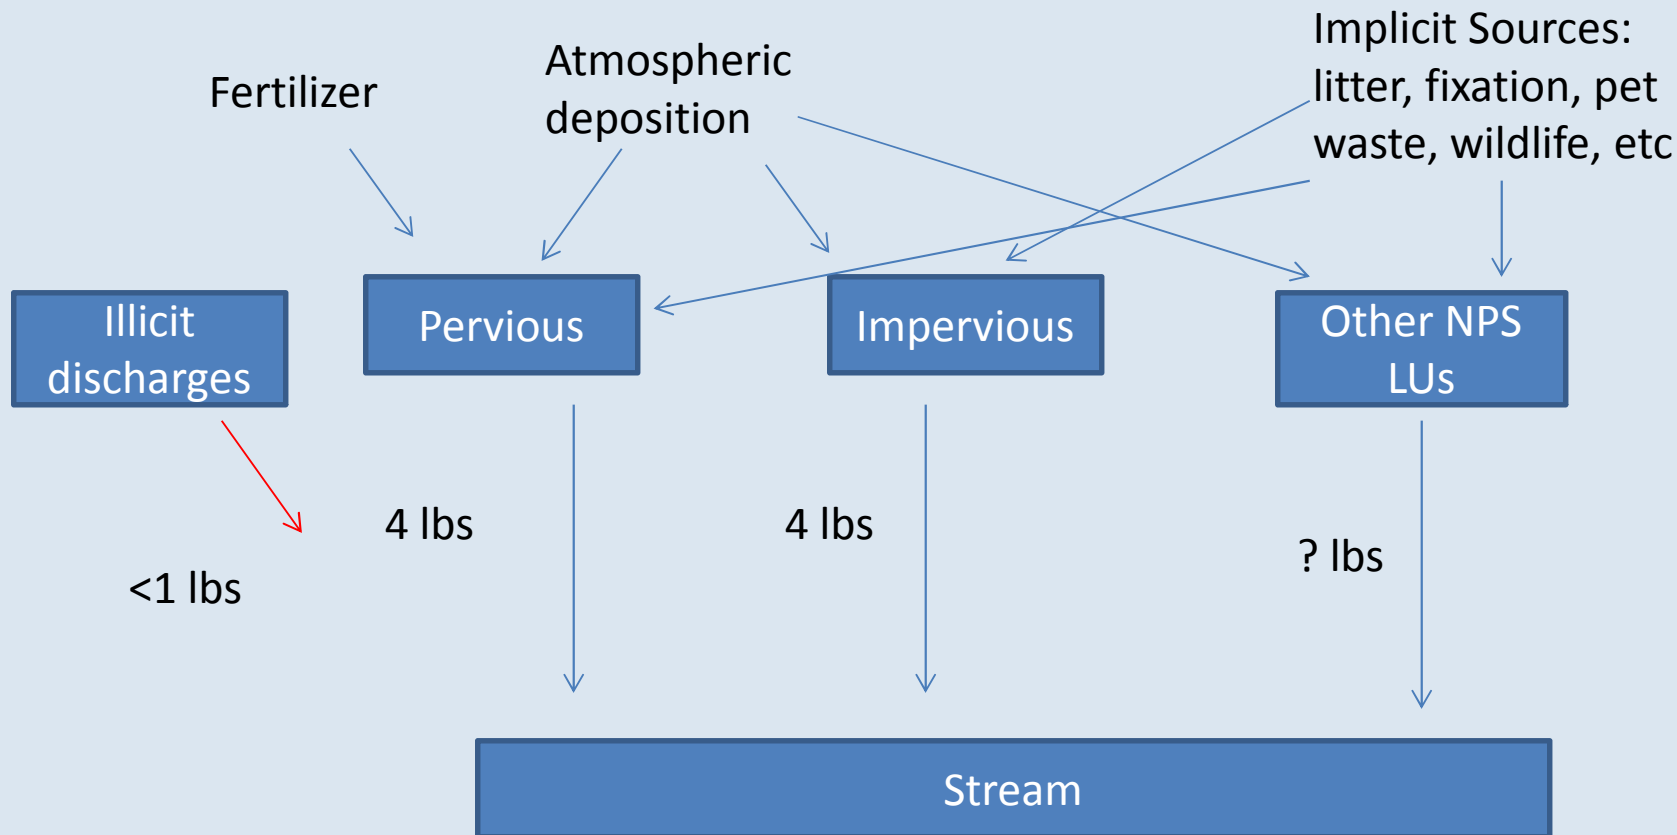 Fertilizer
Atmospheric
deposition
Implicit Sources:
litter, fixation, pet
waste, wildlife, etc
Illicit
discharges
Pervious
Impervious
Other NPS
LUs
<1 lbs
4 lbs
4 lbs
? lbs
Stream